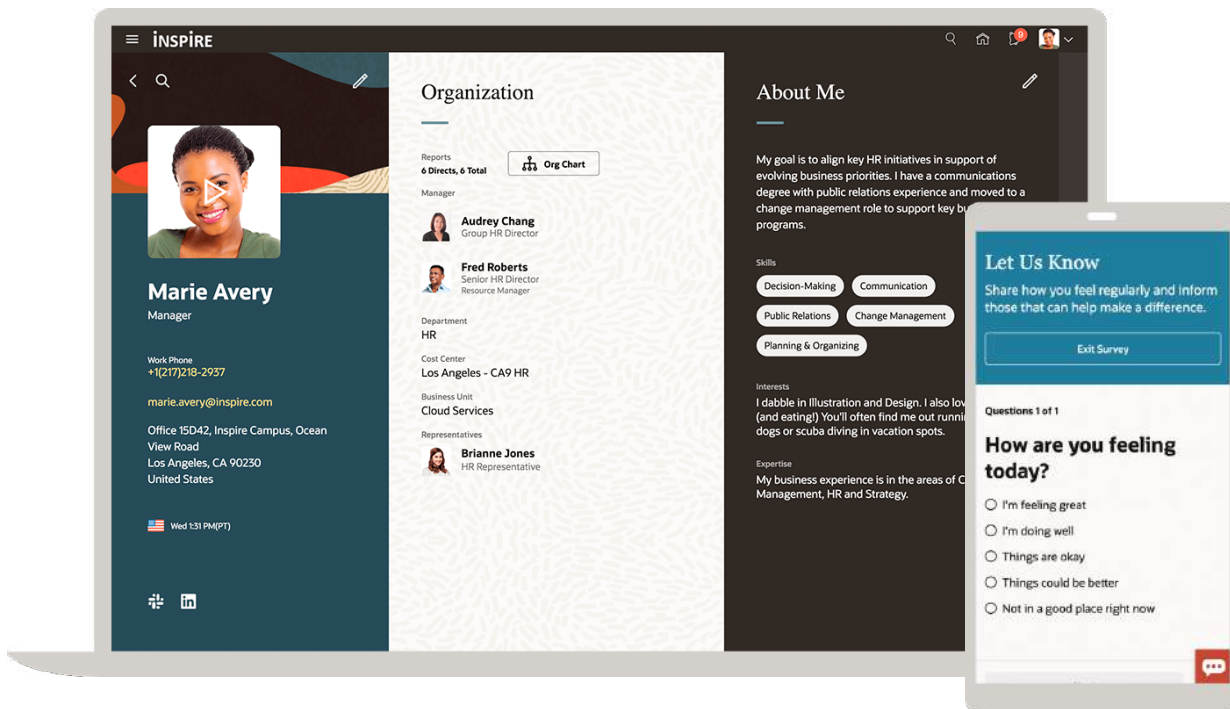 iNSPiRE
9
Marie Avery
Manager
Work Phone
+1(217)218-2937
marie.avery@inspire.com
Office 15D42, Inspire Campus, Ocean
View Road
Los Angeles, CA 90230
United States
Wed 1:31 PM(PT)
in
Organization
Reports
6 Directs, 6 Total
Org Chart
Manager
Audrey Chang
Group HR Director
Fred Roberts
Senior HR Director
Resource Manager
Department
HR
Cost Center
Los Angeles - CA9 HR
Business Unit
Cloud Services
Representatives
Brianne Jones
HR Representative
About Me
My goal is to align key HR initiatives in support of
evolving business priorities. I have a communications
degree with public relations experience and moved to a
change management role to support key
programs.
Skills
Decision-Making
Communication
Public Relations
Change Management
Planning & Organizing
Interests
I dabble in Illustration and Design. I also
(and eating!) You'll often find me out
dogs or scuba diving in vacation spots.
Expertise
My business experience is in the areas of
Management, HR and Strategy.
Let Us Know
Share how you feel regularly and inform
those that can help make a difference.
Exit Survey
Questions 1 of 1
How are you feeling
today?
I'm feeling great
I'm doing well
Things are okay
Things could be better
Not in a good place right now